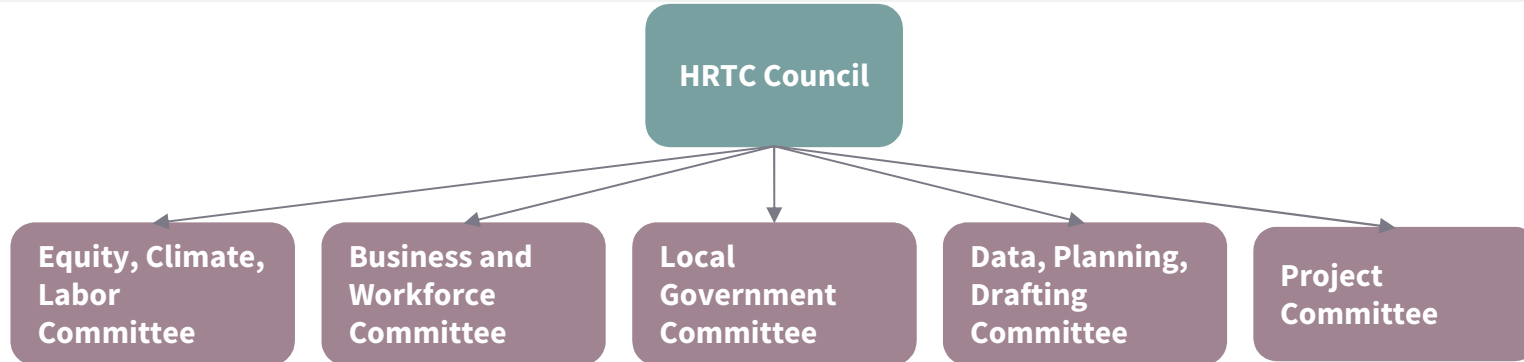 HRTC Council
Equity, Climate,
Labor
Committee
Business and
Workforce
Committee
Local
Government
Committee
Data, Planning,
Drafting
Committee
Project
Committee